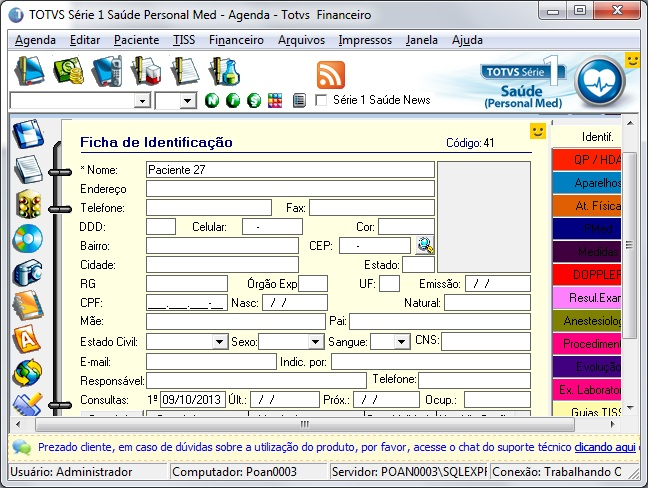 TOTVS Série 1 Saúde Personal Med - Agenda - Totvs Financeiro
Agenda Editar Paciente TISS Financeiro Arquivos Impressos Janela Ajuda
TOTVS Série 1
Saúde
(Personal Med)
N I S Série 1 Saúde News
Ficha de Identificação Código: 41
* Nome: Paciente 27
Endereço
Telefone: Fax:
DDD: Celular: - Cor:
Bairro: CEP: -
Cidade: Estado:
RG Órgão Exp UF: Emissão: / /
CPF: ___.___.___-__ Nasc: / / Natural:
Mãe: Pai:
Estado Civil: Sexo: Sangue: CNS:
E-mail: Indic. por:
Responsável: Telefone:
Consultas: 1ª 09/10/2013 Últ.: / / Próx.: / / Ocup.:
Identif.
QP / HDA
Aparelhos
At. Física
Medidas
DOPPLER
Resul.Exam
Anestesiolog
Procediment
Evolução
Ex. Laborator
Guias TISS
Prezado cliente, em caso de dúvidas sobre a utilização do produto, por favor, acesse o chat do suporte técnico clicando aqui
Usuário: Administrador Computador: Poan0003 Servidor: POAN0003\SQLEXPF Conexão: Trabalhando O